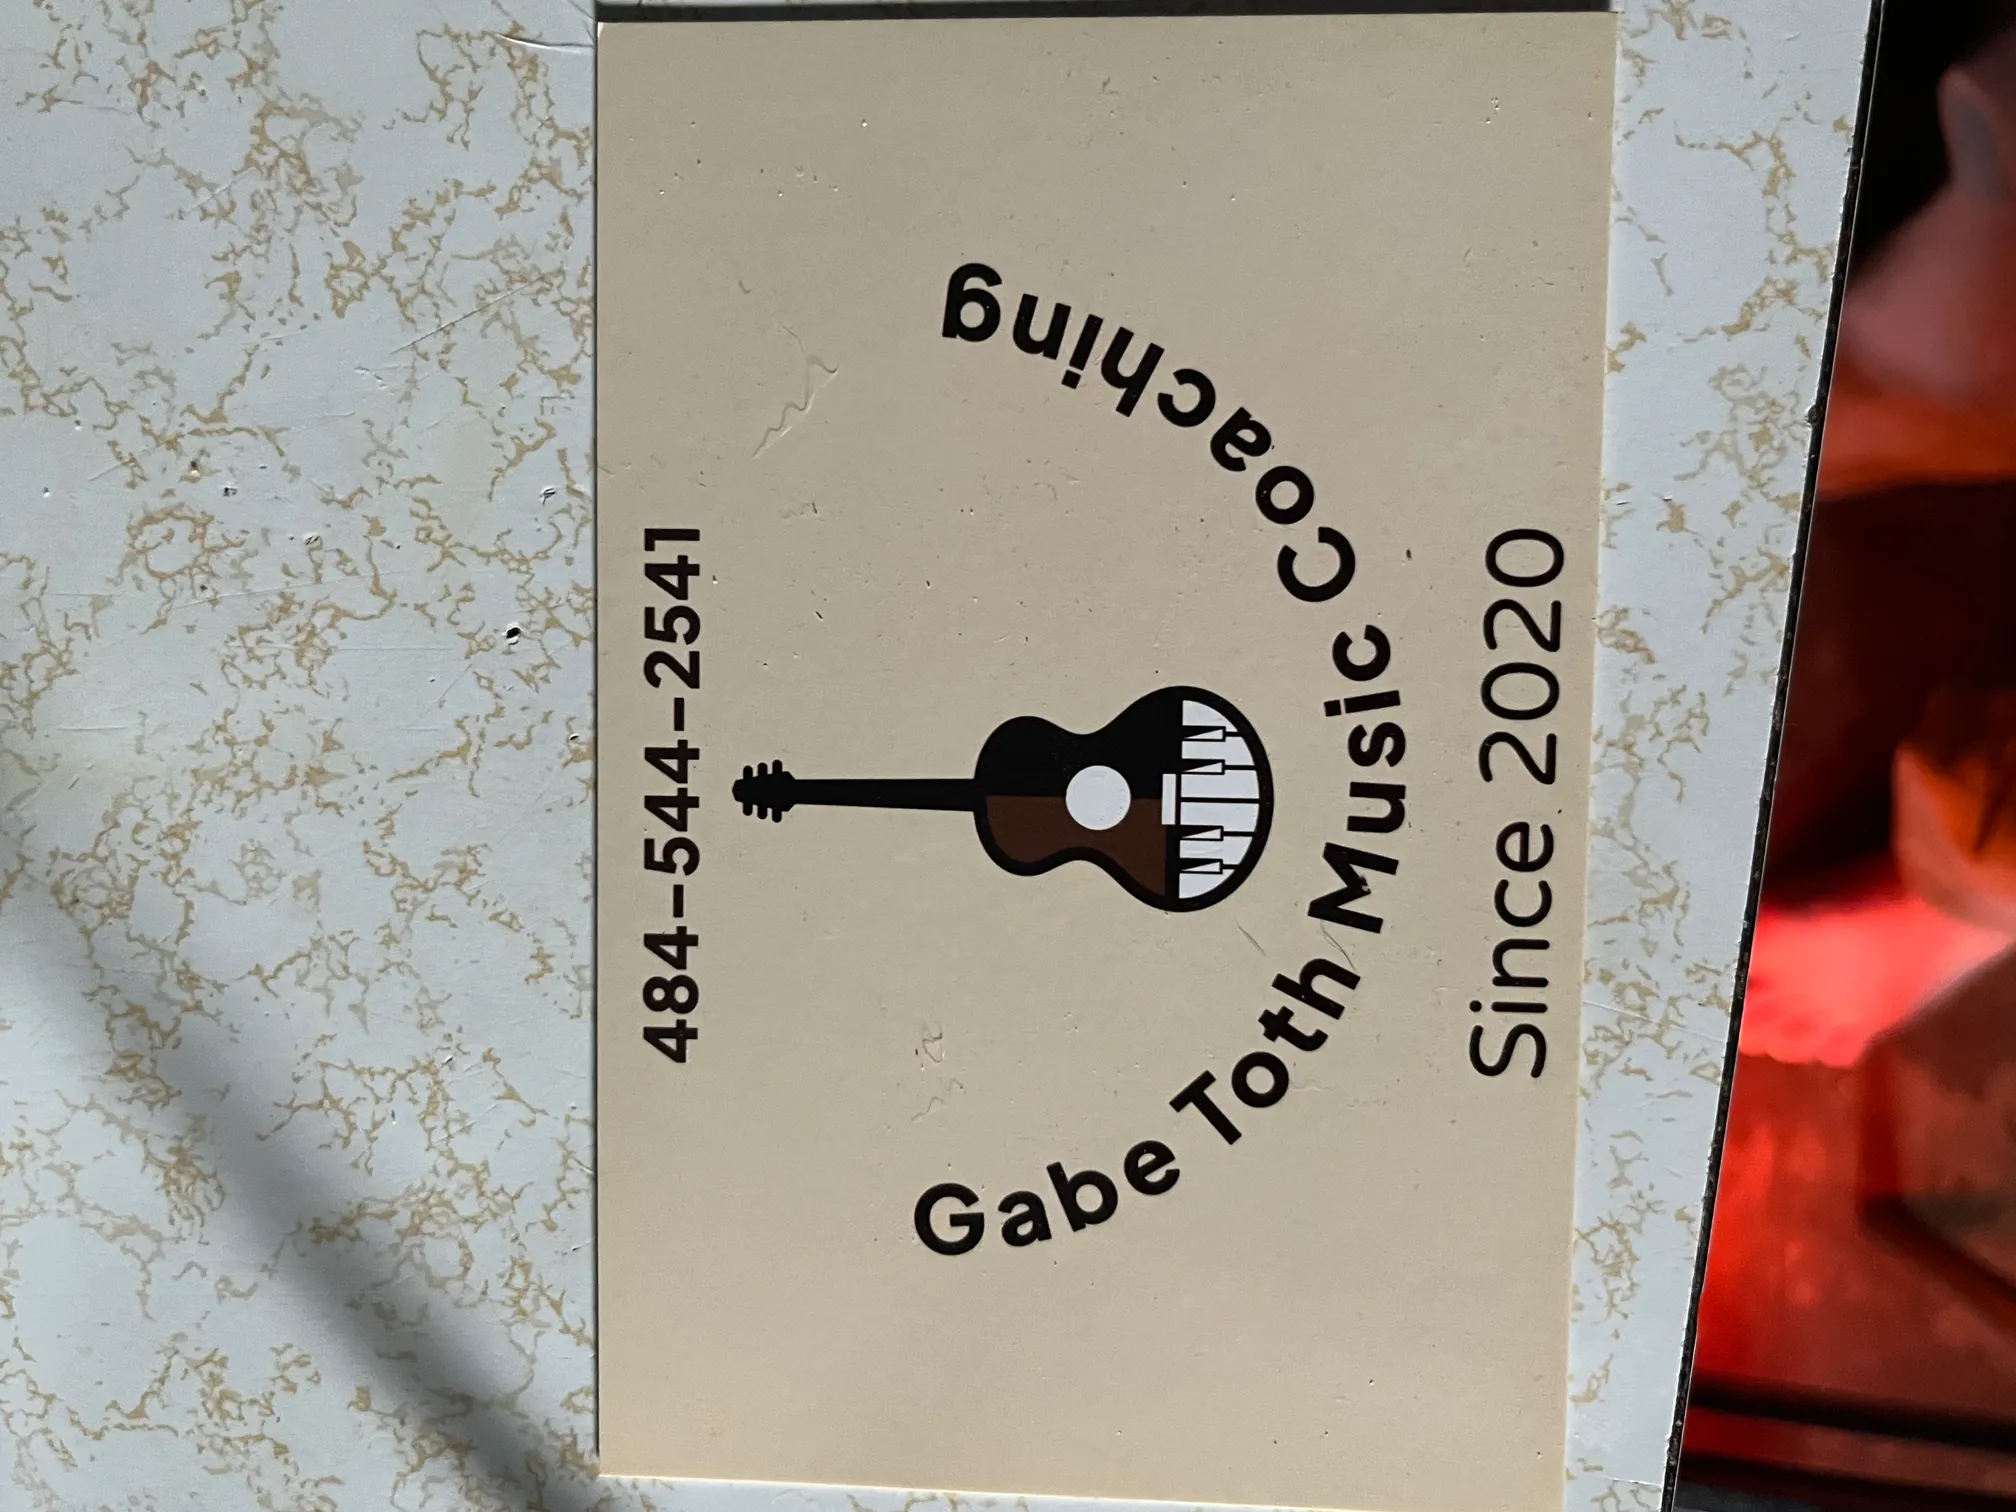 484-544-2541
Gabe Toth Music Coaching
Since 2020